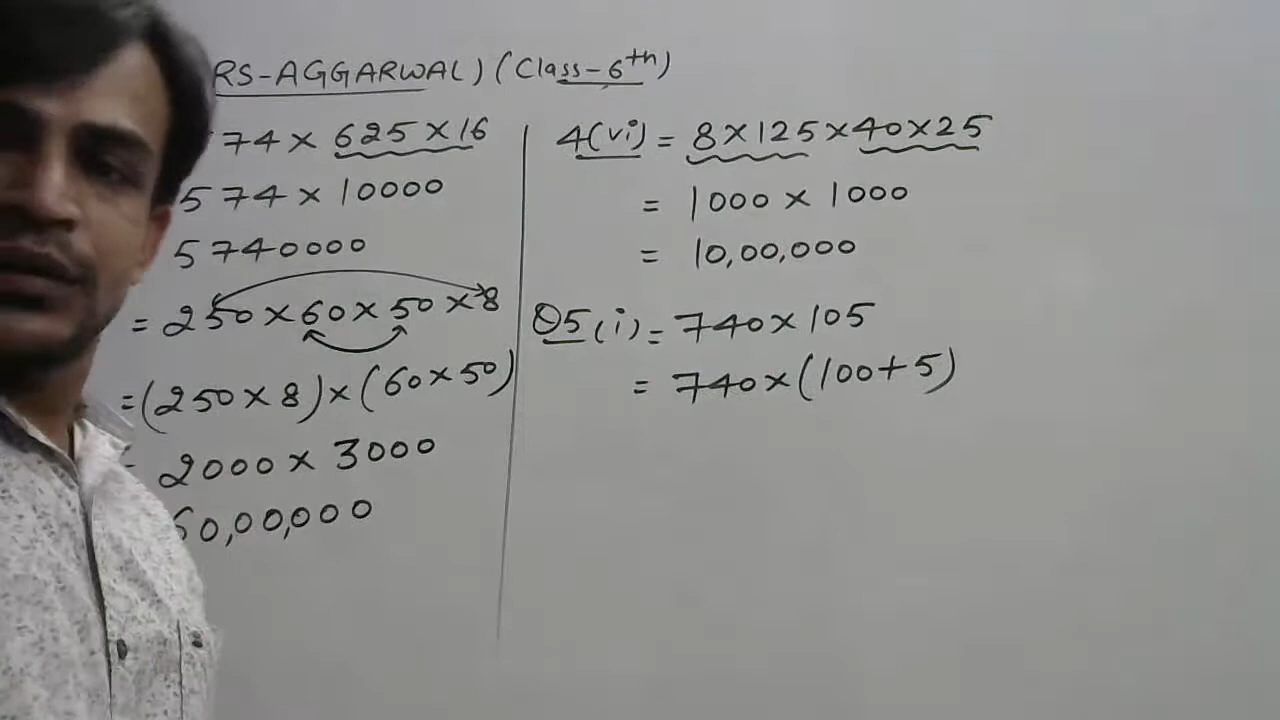 RS-AGGARWAL) (Class-6th)
74 × 625 × 16
574 × 10000
5740000
= 250 × 60 × 50 × 8
= (250 × 8) × (60 × 50)
= 2000 × 3000
60,00,000
4(vi) = 8 × 125 × 40 × 25
= 1000 × 1000
= 10,00,000
Q5(i) = 740 × 105
= 740 × (100 + 5)